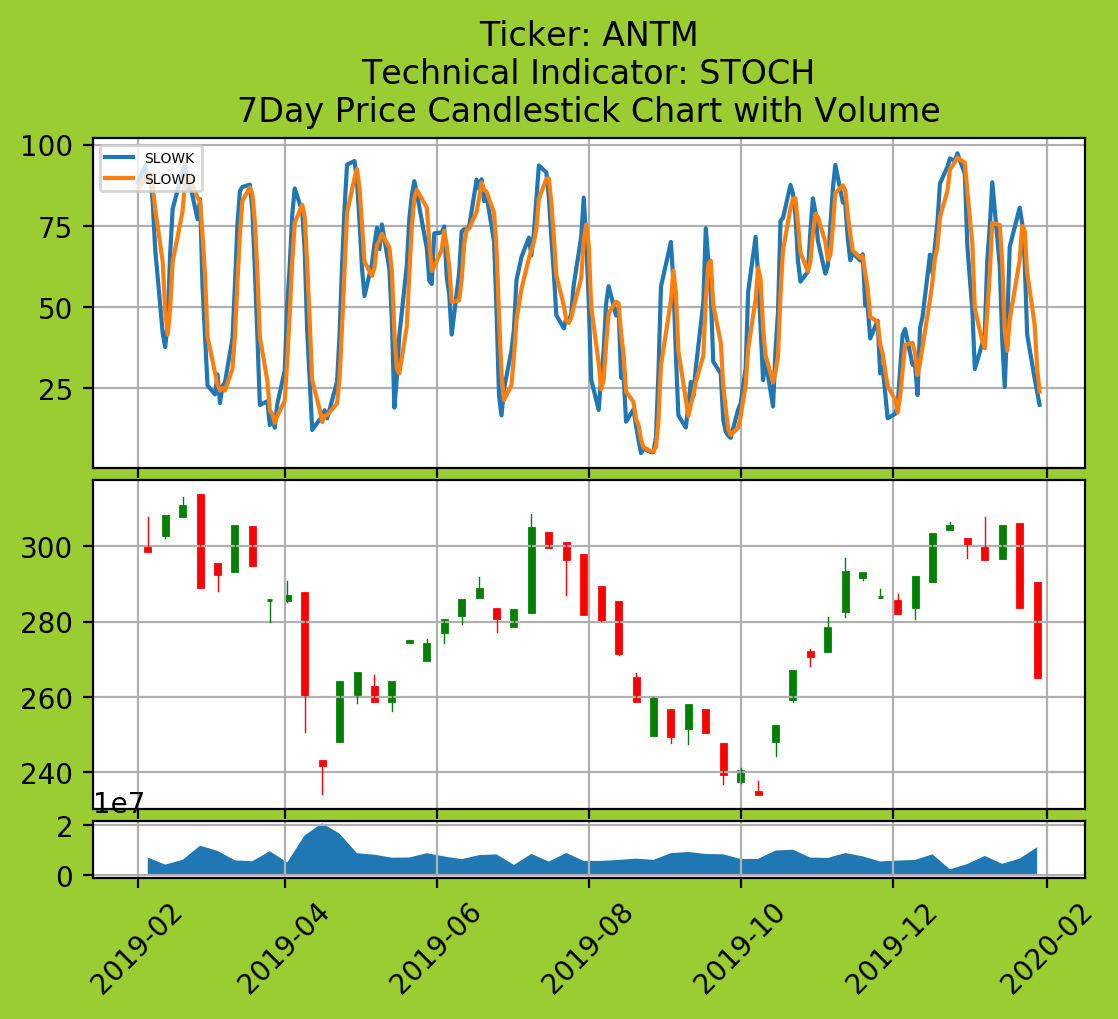 Ticker: ANTM
Technical Indicator: STOCH
7Day Price Candlestick Chart with Volume
100
75
50
25
SLOWK
SLOWD
300
280
260
240
1e7
2
0
2019-02
2019-04
2019-06
2019-08
2019-10
2019-12
2020-02